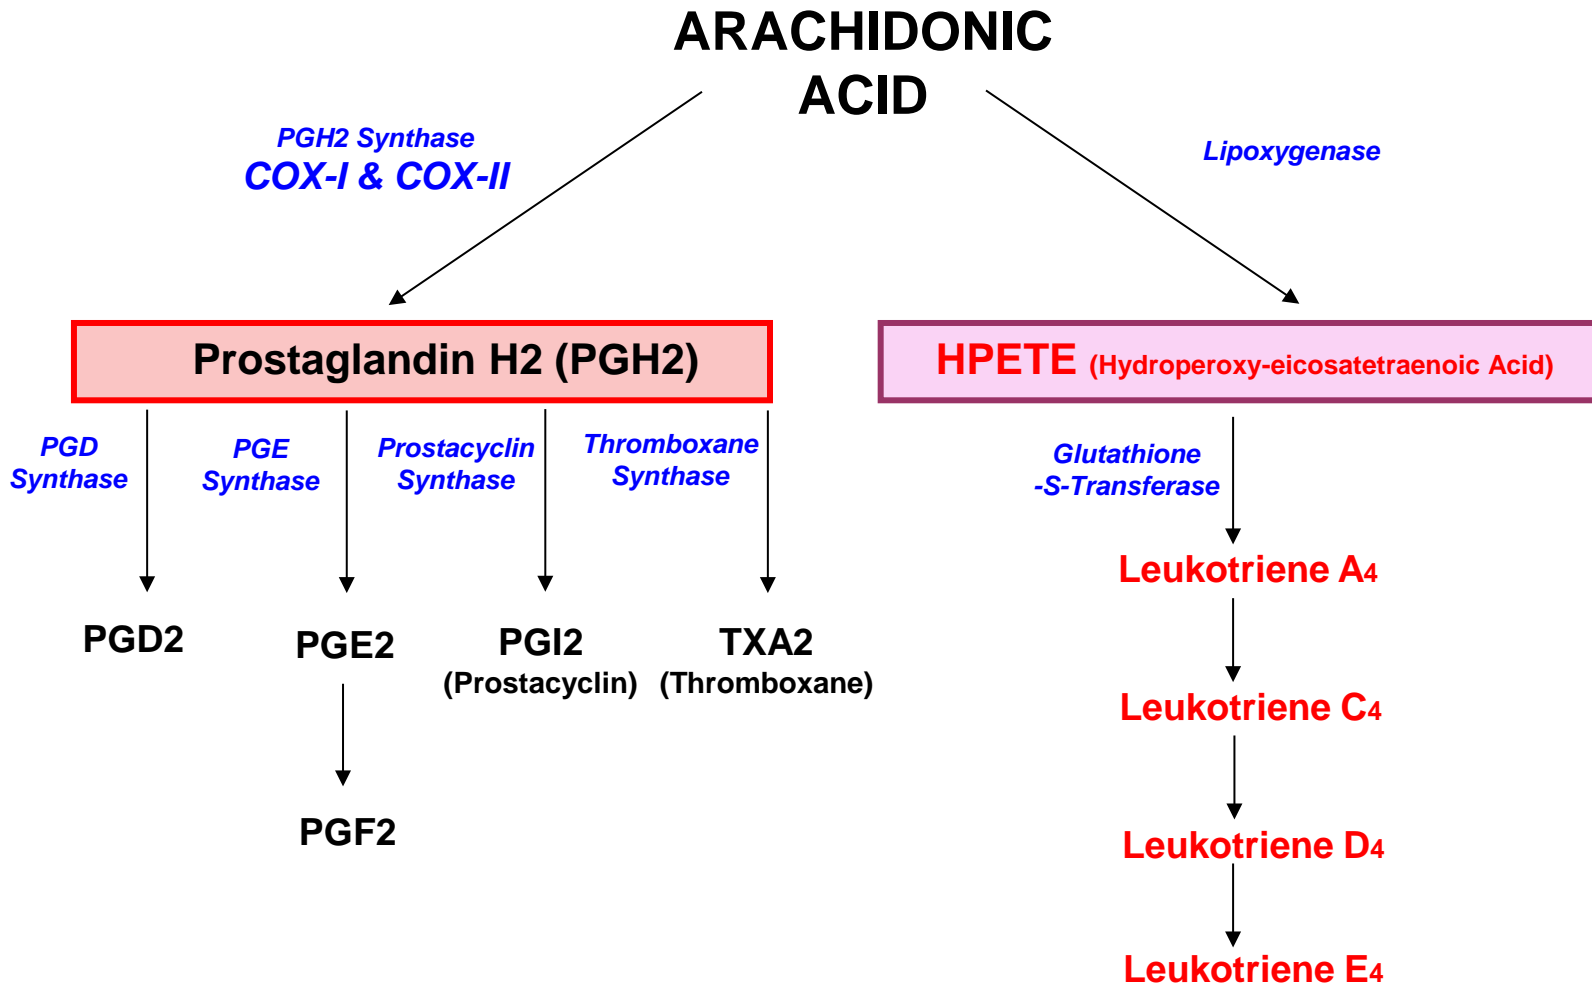 ARACHIDONIC
ACID
PGH2 Synthase
COX-I & COX-II
Lipoxygenase
Prostaglandin H2 (PGH2)
HPETE (Hydroperoxy-eicosatetraenoic Acid)
PGD
Synthase
PGE
Synthase
Prostacyclin
Synthase
Thromboxane
Synthase
Glutathione
-S-Transferase
PGD2
PGE2
PGI2
(Prostacyclin)
TXA2
(Thromboxane)
PGF2
Leukotriene A4
Leukotriene C4
Leukotriene D4
Leukotriene E4